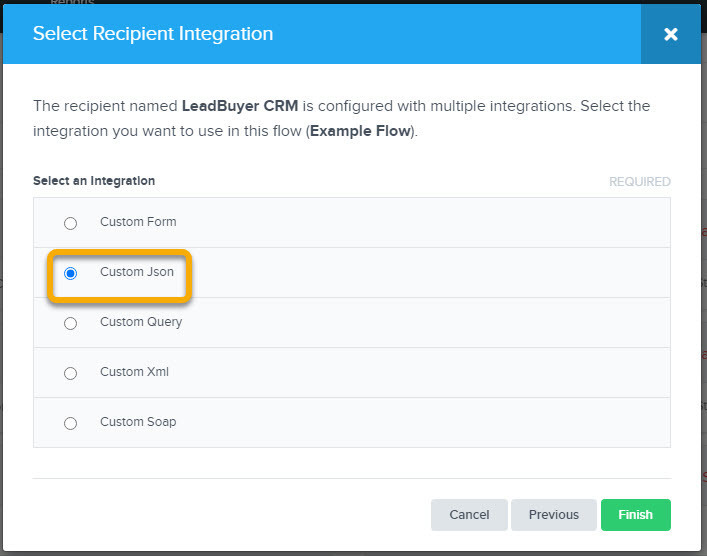 Reports
Select Recipient Integration
The recipient named LeadBuyer CRM is configured with multiple integrations. Select the
integration you want to use in this flow (Example Flow).
Select an Integration REQUIRED
Custom Form
Custom Json
Custom Query
Custom Xml
Custom Soap
Cancel Previous Finish